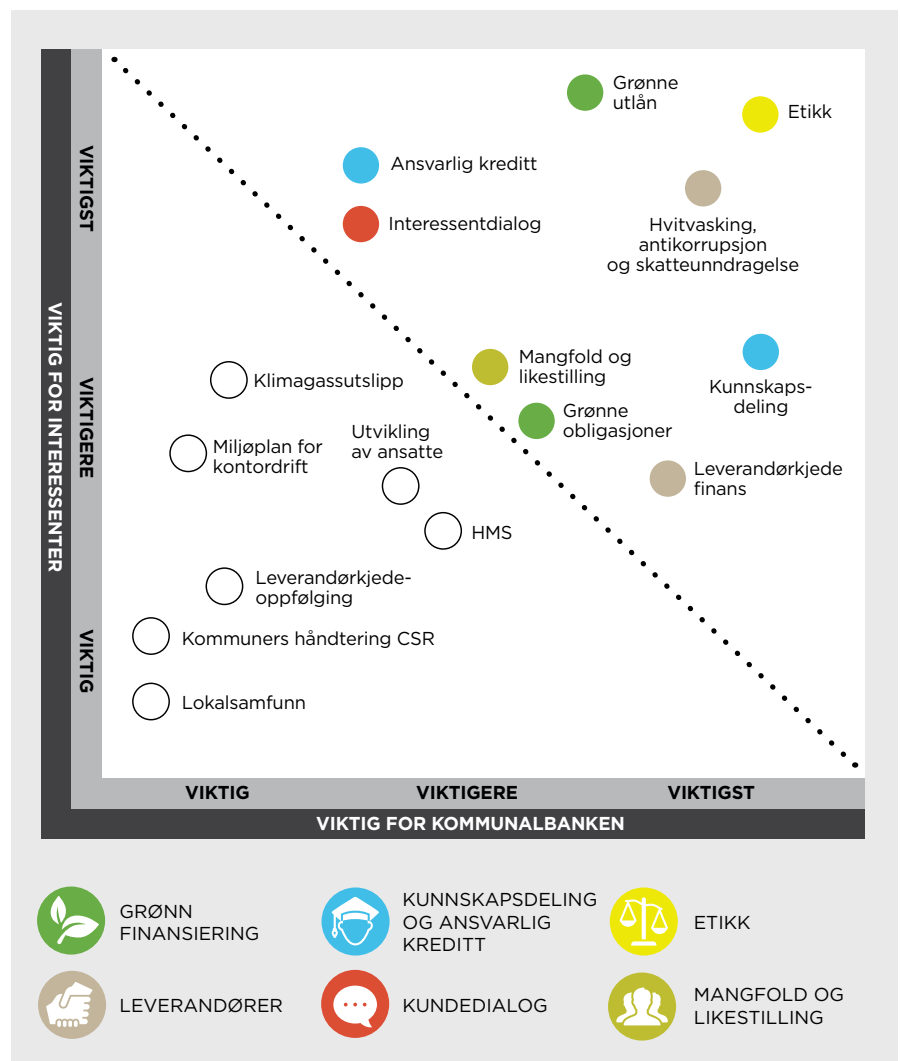 Grønne
utlån
Etikk
Ansvarlig kreditt
Interessentdialog
Hvitvasking,
antikorrupsjon
og skatteunndragelse
Mangfold og
likestilling
Kunnskaps-
deling
Klimagassutslipp
Grønne
obligasjoner
Utvikling
av ansatte
Miljøplan for
kontordrift
Leverandørkjede
finans
HMS
Leverandørkjede-
oppfølging
Kommuners håndtering CSR
Lokalsamfunn
VIKTIG FOR INTERESSENTER
VIKTIGST
VIKTIGERE
VIKTIG
VIKTIG
VIKTIGERE
VIKTIGST
VIKTIG FOR KOMMUNALBANKEN
GRØNN
FINANSIERING
KUNNSKAPSDELING
OG ANSVARLIG
KREDITT
ETIKK
LEVERANDØRER
KUNDEDIALOG
MANGFOLD OG
LIKESTILLING